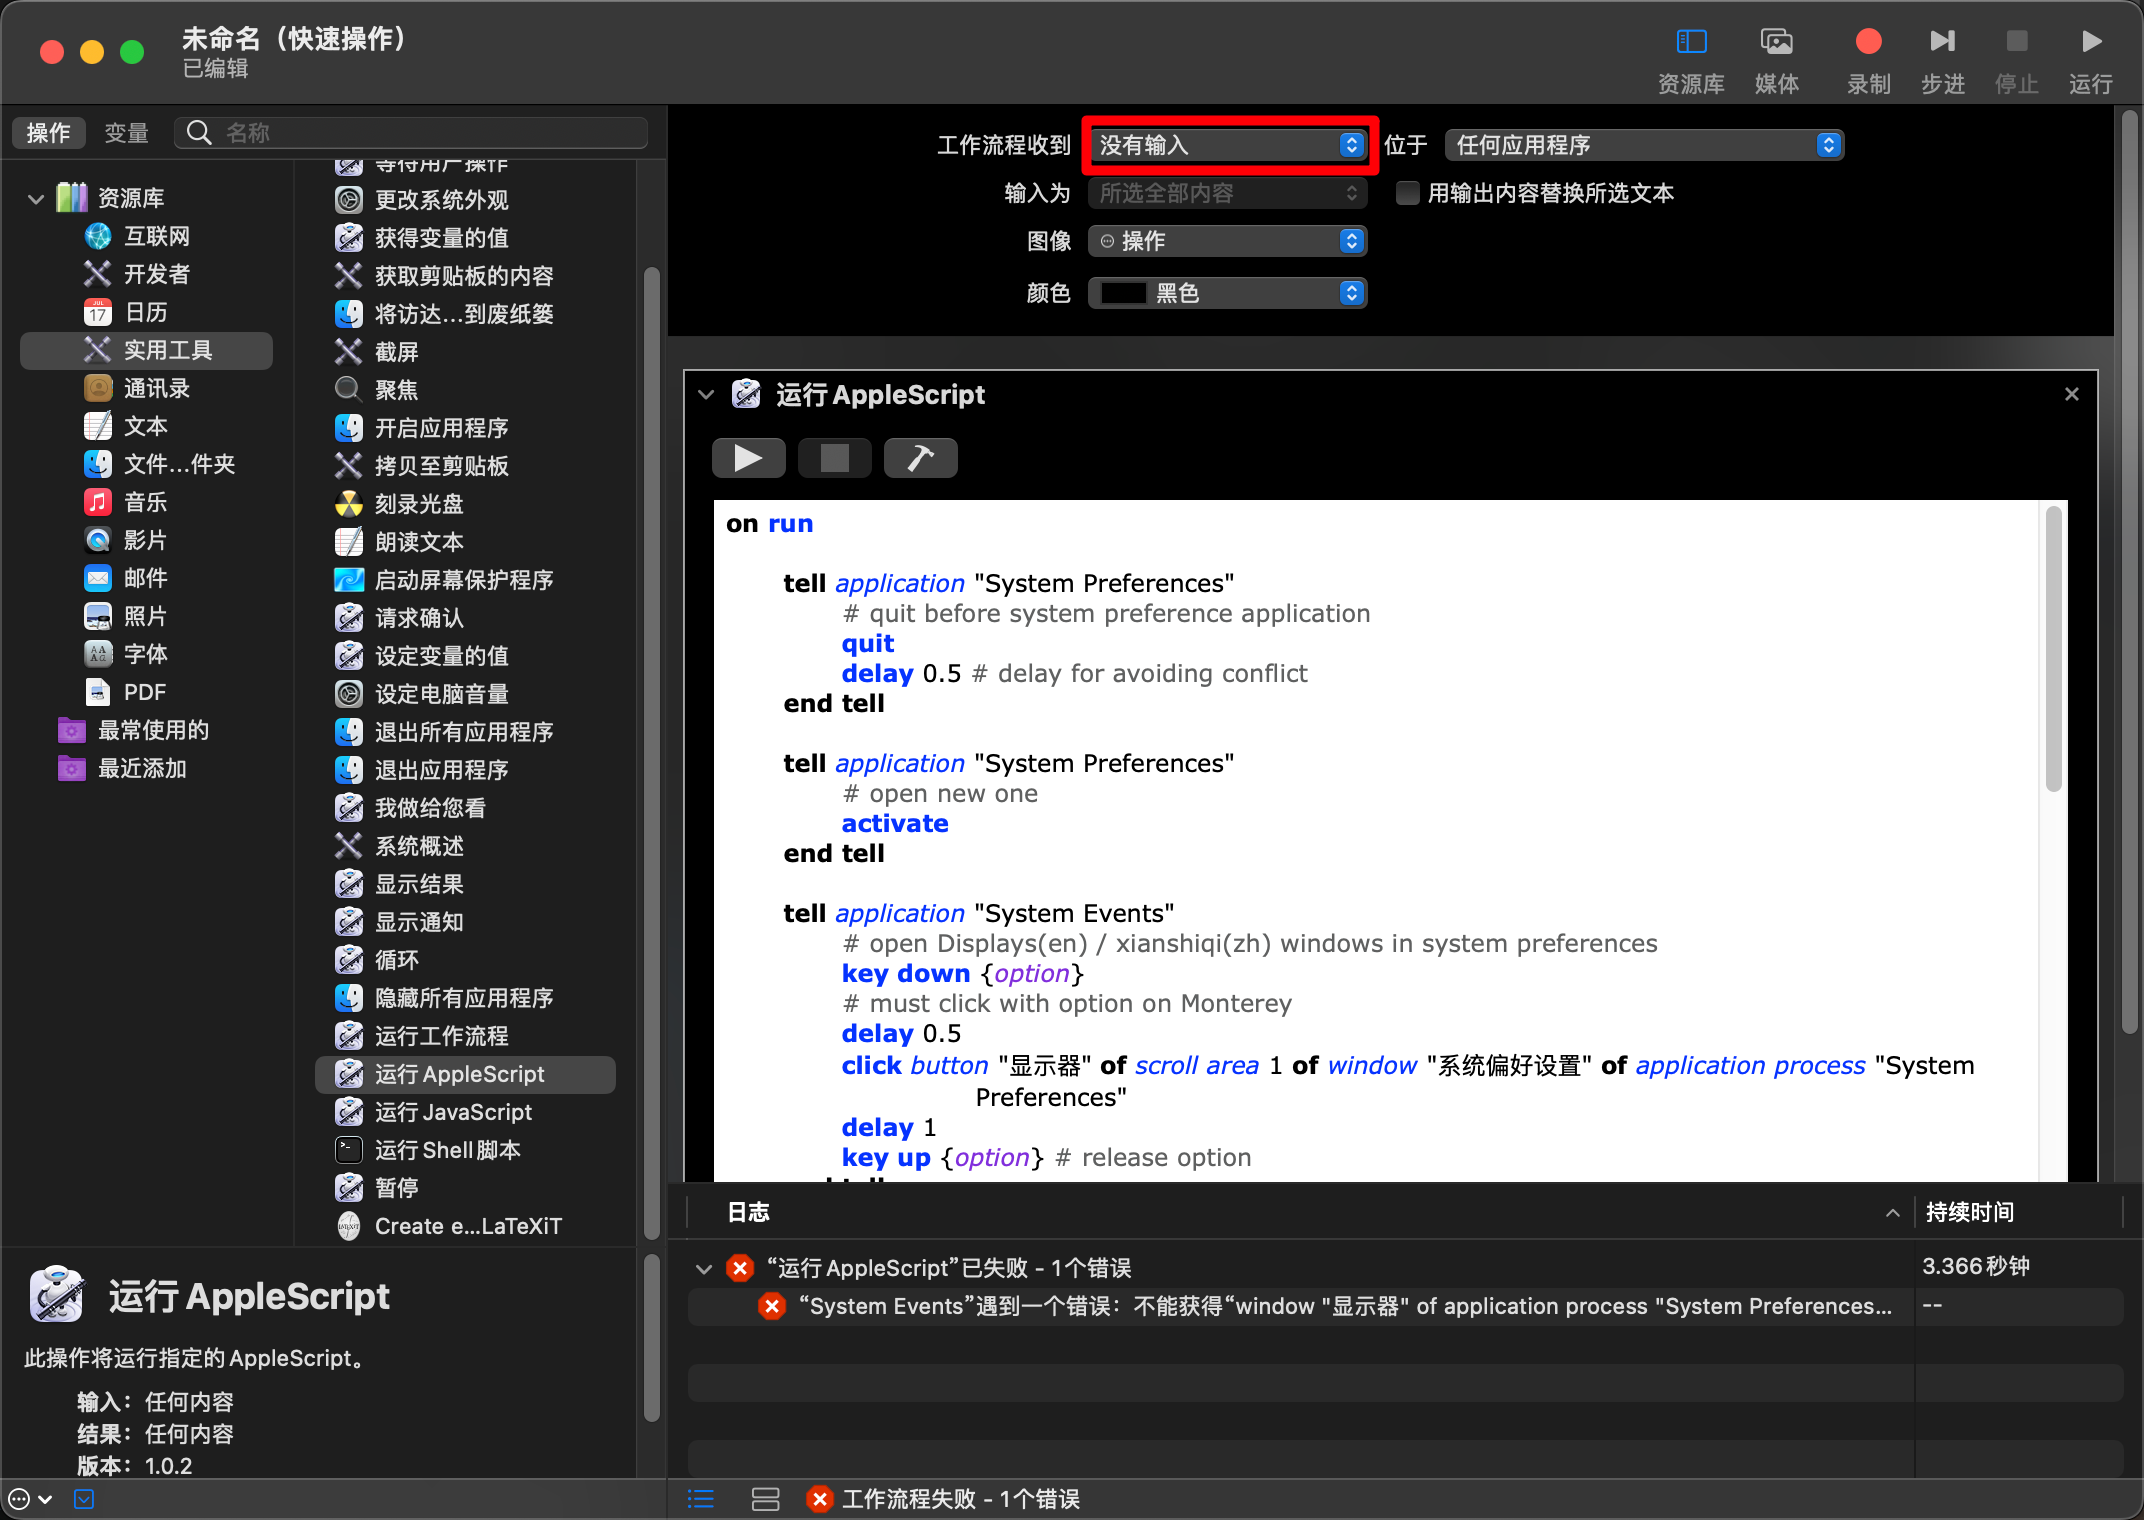 未命名（快速操作）
已编辑
资源库
媒体
录制
步进
停止
运行
操作
变量
名称
资源库
互联网
开发者
日历
实用工具
通讯录
文本
文件...件夹
音乐
影片
邮件
照片
字体
PDF
最常使用的
最近添加
等待用户操作
更改系统外观
获得变量的值
获取剪贴板的内容
将访达...到废纸篓
截屏
聚焦
开启应用程序
拷贝至剪贴板
刻录光盘
朗读文本
启动屏幕保护程序
请求确认
设定变量的值
设定电脑音量
退出所有应用程序
退出应用程序
我做给您看
系统概述
显示结果
显示通知
循环
隐藏所有应用程序
运行工作流程
运行 AppleScript
运行 JavaScript
运行 Shell 脚本
暂停
Create e...LaTeXiT
运行 AppleScript
此操作将运行指定的 AppleScript。
输入：任何内容
结果：任何内容
版本：1.0.2
工作流程收到 没有输入 位于 任何应用程序
输入为 所选全部内容 用输出内容替换所选文本
图像 操作
颜色 黑色
运行 AppleScript
on run
tell application "System Preferences"
# quit before system preference application
quit
delay 0.5 # delay for avoiding conflict
end tell
tell application "System Preferences"
# open new one
activate
end tell
tell application "System Events"
# open Displays(en) / xianshiqi(zh) windows in system preferences
key down {option}
# must click with option on Monterey
delay 0.5
click button "显示器" of scroll area 1 of window "系统偏好设置" of application process "System
Preferences"
delay 1
key up {option} # release option
end tell
日志 持续时间
“运行 AppleScript”已失败 - 1个错误 3.366 秒钟
“System Events”遇到一个错误：不能获得“window "显示器" of application process "System Preferences... --
工作流程失败 - 1个错误